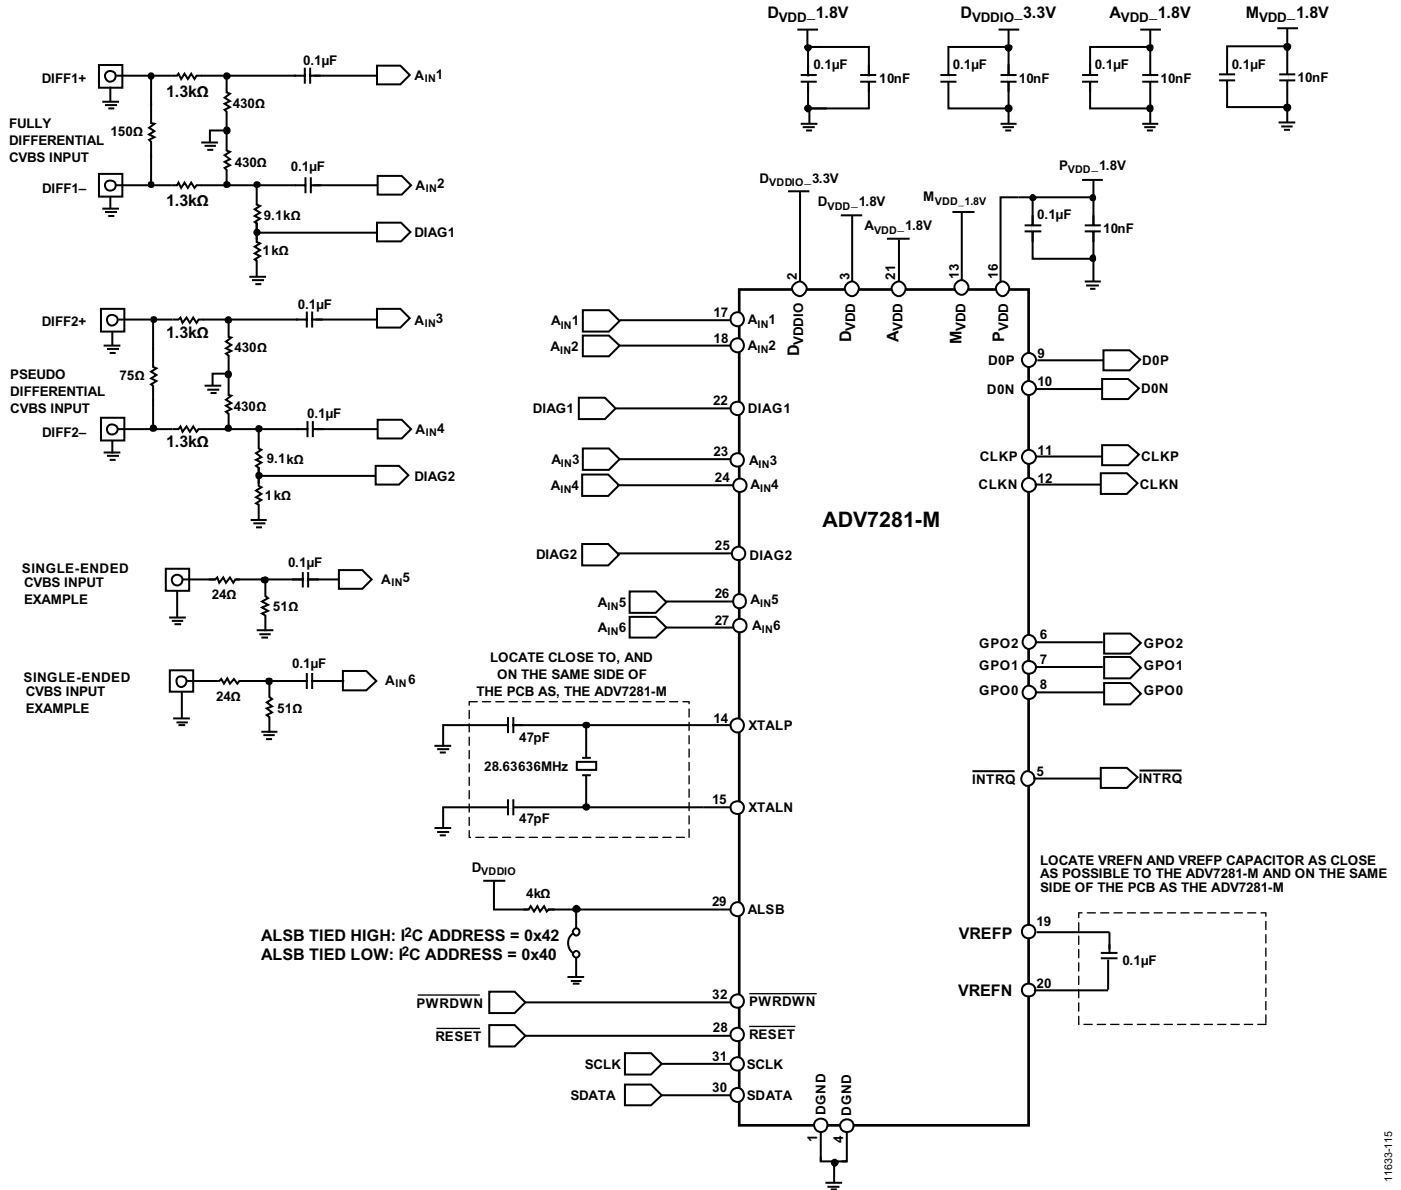 DVDD_1.8V
DVDDIO_3.3V
AVDD_1.8V
MVDD_1.8V
0.1µF
10nF
0.1µF
10nF
0.1µF
10nF
0.1µF
10nF
DIFF1+
1.3kΩ
0.1µF
AIN1
430Ω
FULLY
DIFFERENTIAL
CVBS INPUT
150Ω
430Ω
0.1µF
DIFF1–
1.3kΩ
AIN2
9.1kΩ
DIAG1
1kΩ
DIFF2+
1.3kΩ
0.1µF
AIN3
430Ω
PSEUDO
DIFFERENTIAL
CVBS INPUT
75Ω
430Ω
0.1µF
DIFF2–
1.3kΩ
AIN4
9.1kΩ
DIAG2
1kΩ
SINGLE-ENDED
CVBS INPUT
EXAMPLE
24Ω
0.1µF
51Ω
AIN5
SINGLE-ENDED
CVBS INPUT
EXAMPLE
24Ω
0.1µF
51Ω
AIN6
DVDDIO_3.3V
DVDD_1.8V
AVDD_1.8V
MVDD_1.8V
PVDD_1.8V
0.1µF
10nF
2
3
21
13
16
DVDDIO
DVDD
AVDD
MVDD
PVDD
AIN1
17
AIN1
AIN2
18
AIN2
DIAG1
22
DIAG1
AIN3
23
AIN3
AIN4
24
AIN4
DIAG2
25
DIAG2
AIN5
26
AIN5
AIN6
27
AIN6
ADV7281-M
D0P
9
D0P
D0N
10
D0N
CLKP
11
CLKP
CLKN
12
CLKN
GPO2
6
GPO2
GPO1
7
GPO1
GPO0
8
GPO0
INTRQ
5
INTRQ
LOCATE CLOSE TO, AND
ON THE SAME SIDE OF
THE PCB AS, THE ADV7281-M
47pF
14
XTALP
28.63636MHz
47pF
15
XTALN
DVDDIO
4kΩ
29
ALSB
ALSB TIED HIGH: I2C ADDRESS = 0x42
ALSB TIED LOW: I2C ADDRESS = 0x40
LOCATE VREFN AND VREFP CAPACITOR AS CLOSE
AS POSSIBLE TO THE ADV7281-M AND ON THE SAME
SIDE OF THE PCB AS THE ADV7281-M
VREFP
19
0.1µF
VREFN
20
PWRDWN
32
PWRDWN
RESET
28
RESET
SCLK
31
SCLK
SDATA
30
SDATA
DGND
DGND
1
4
11633-115